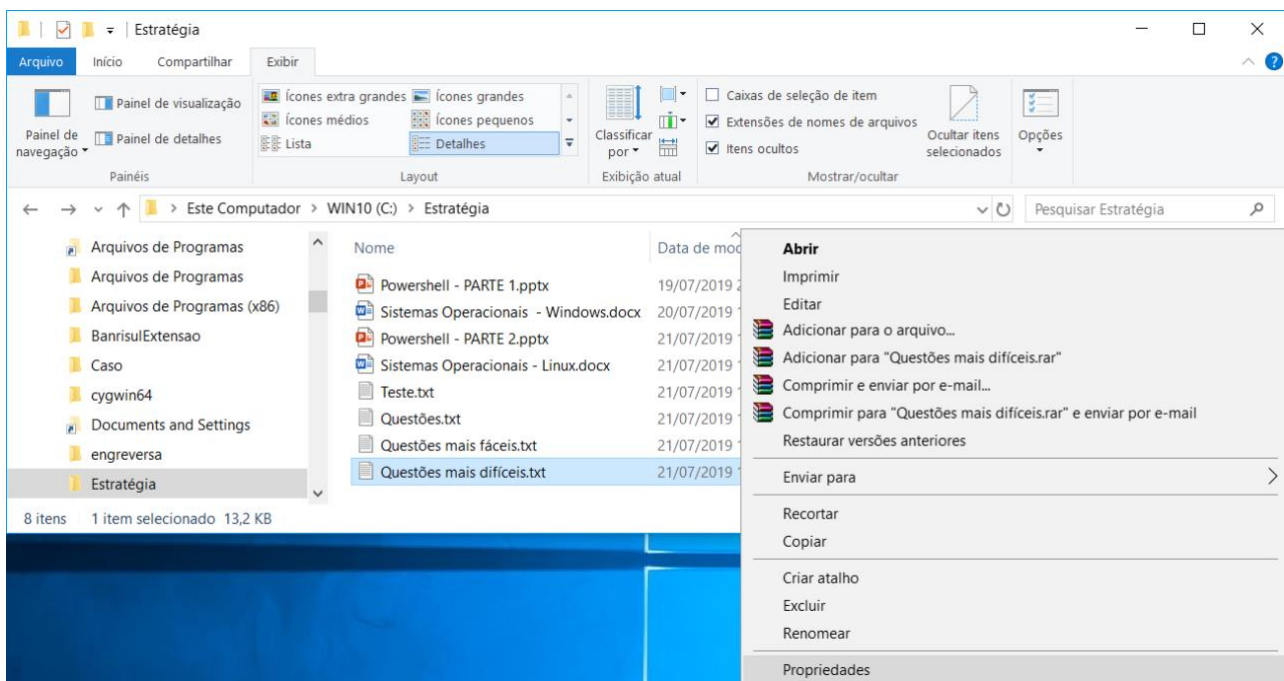 Estratégia
Arquivo Início Compartilhar Exibir
Painel de navegação
Painel de visualização
Painel de detalhes
Painéis
Ícones extra grandes Ícones grandes
Ícones médios Ícones pequenos
Lista Detalhes
Layout
Classificar por
Exibição atual
Caixas de seleção de item
Extensões de nomes de arquivos
Itens ocultos
Ocultar itens selecionados
Mostrar/ocultar
Opções
Este Computador > WIN10 (C:) > Estratégia
Pesquisar Estratégia
Arquivos de Programas
Arquivos de Programas
Arquivos de Programas (x86)
BanrisulExtensao
Caso
cygwin64
Documents and Settings
engreversa
Estratégia
Nome Data de mod
Powershell - PARTE 1.pptx 19/07/2019
Sistemas Operacionais - Windows.docx 20/07/2019
Powershell - PARTE 2.pptx 21/07/2019
Sistemas Operacionais - Linux.docx 21/07/2019
Teste.txt 21/07/2019
Questões.txt 21/07/2019
Questões mais fáceis.txt 21/07/2019
Questões mais difíceis.txt 21/07/2019
8 itens 1 item selecionado 13,2 KB
Abrir
Imprimir
Editar
Adicionar para o arquivo...
Adicionar para "Questões mais difíceis.rar"
Comprimir e enviar por e-mail...
Comprimir para "Questões mais difíceis.rar" e enviar por e-mail
Restaurar versões anteriores
Enviar para
Recortar
Copiar
Criar atalho
Excluir
Renomear
Propriedades